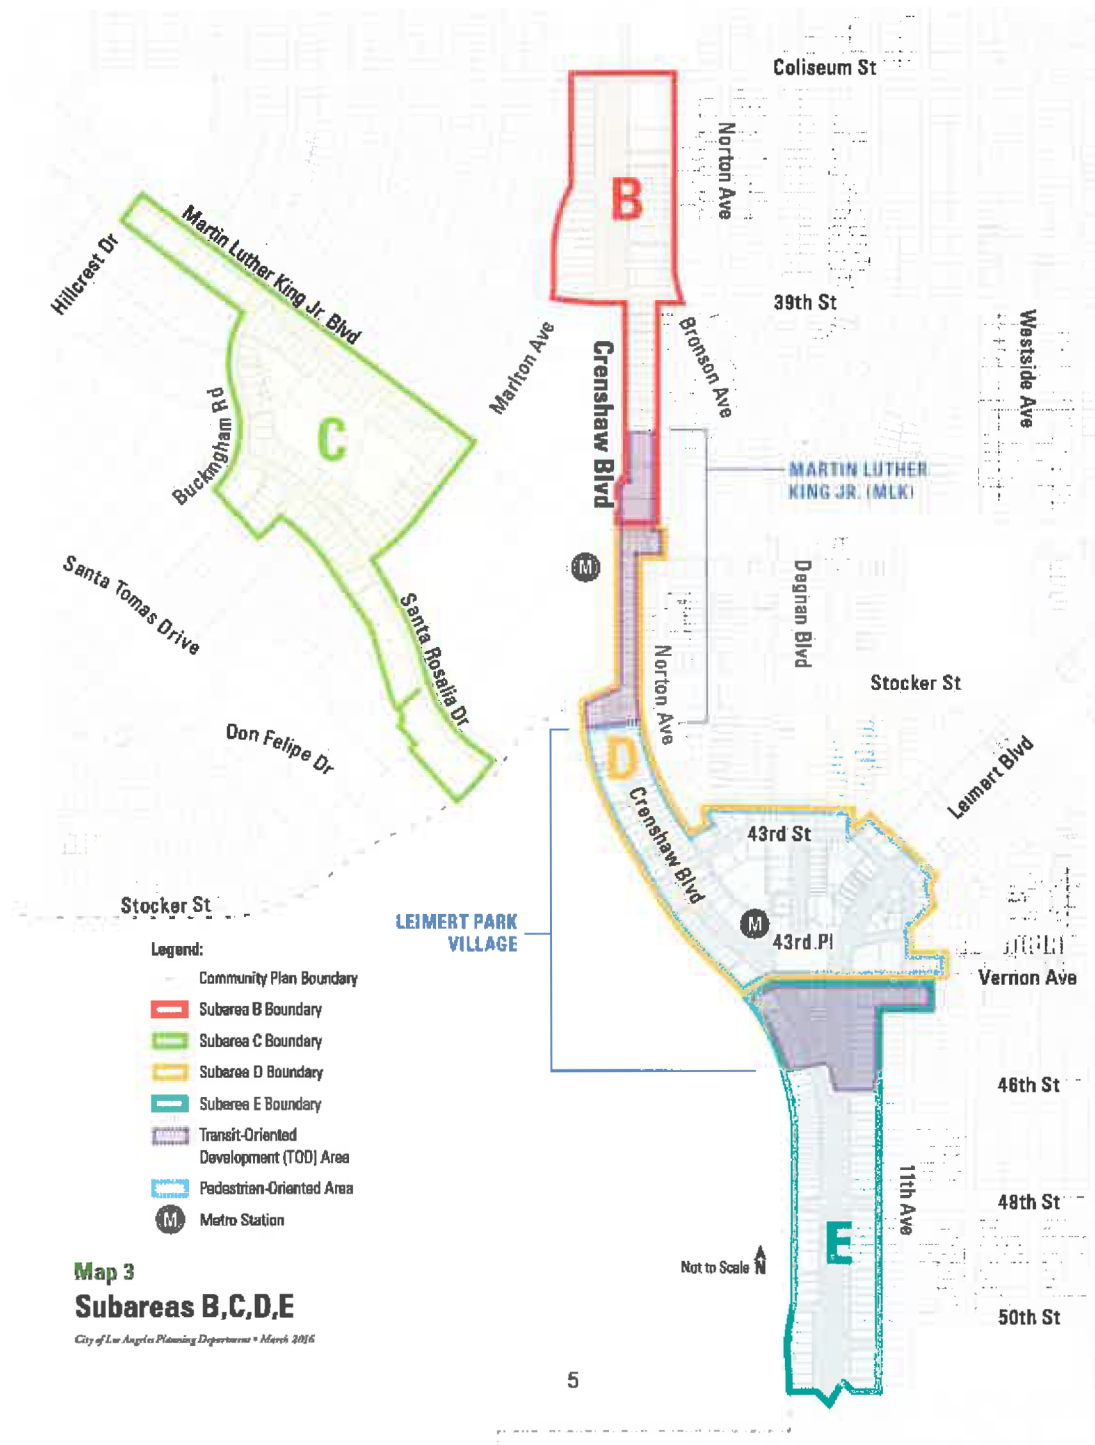 Coliseum St
Norton Ave
B
Martin Luther King Jr. Blvd
Hillcrest Dr
39th St
Marlton Ave
Crenshaw Blvd
Bronson Ave
Westside Ave
Buckingham Rd
C
MARTIN LUTHER
KING JR. (MLK)
M
Santa Tomas Drive
Santa Rosalia Dr
Dagnan Blvd
Norton Ave
Stocker St
Don Felipe Dr
D
Crenshaw Blvd
Leimert Blvd
43rd St
Stocker St
LEIMERT PARK
VILLAGE
M
43rd Pl
Vernon Ave
Legend:
Community Plan Boundary
Subarea B Boundary
Subarea C Boundary
Subarea D Boundary
Subarea E Boundary
Transit-Oriented
Development (TOD) Area
Pedestrian-Oriented Area
M Metro Station
46th St
11th Ave
48th St
E
Not to Scale N
50th St
Map 3
Subareas B,C,D,E
City of Los Angeles Planning Department • March 2016
5